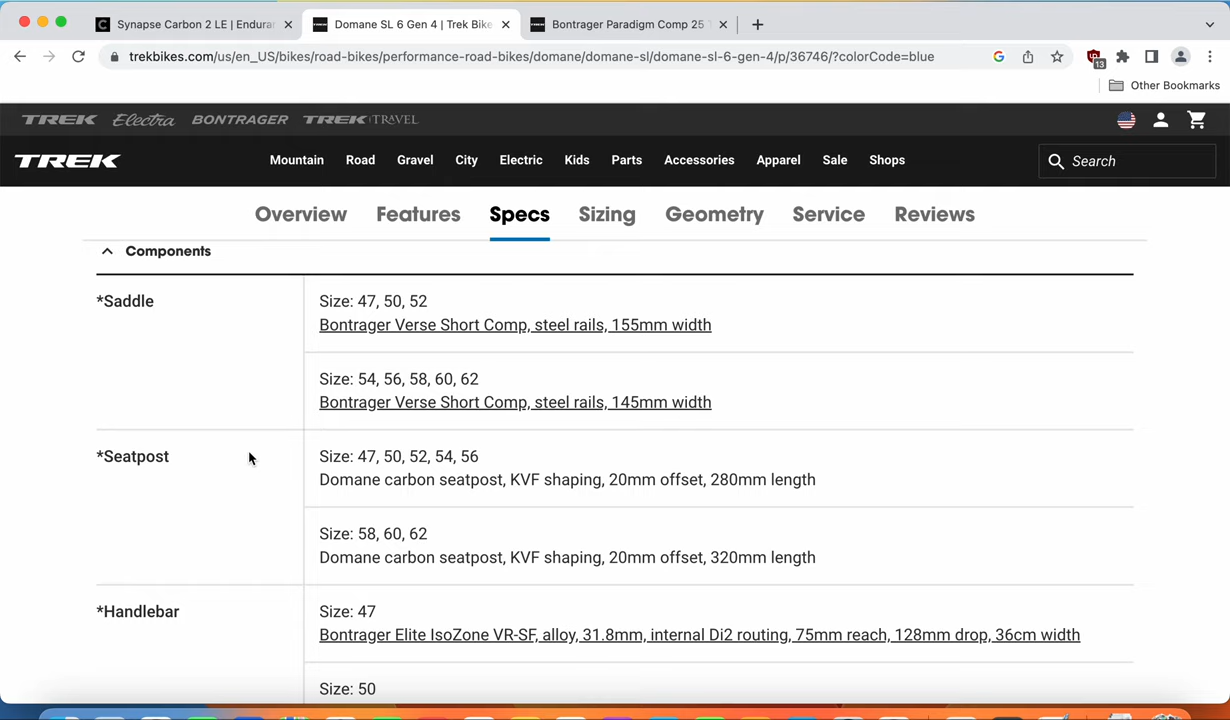 Synapse Carbon 2 LE | Endura
Domane SL 6 Gen 4 | Trek Bike
Bontrager Paradigm Comp 25 T
trekbikes.com/us/en_US/bikes/road-bikes/performance-road-bikes/domane/domane-sl/domane-sl-6-gen-4/p/36746/?colorCode=blue
13
Other Bookmarks
TREK Electra BONTRAGER TREK TRAVEL
TREK Mountain Road Gravel City Electric Kids Parts Accessories Apparel Sale Shops Search
Overview Features Specs Sizing Geometry Service Reviews
Components
*Saddle Size: 47, 50, 52
Bontrager Verse Short Comp, steel rails, 155mm width
Size: 54, 56, 58, 60, 62
Bontrager Verse Short Comp, steel rails, 145mm width
*Seatpost Size: 47, 50, 52, 54, 56
Domane carbon seatpost, KVF shaping, 20mm offset, 280mm length
Size: 58, 60, 62
Domane carbon seatpost, KVF shaping, 20mm offset, 320mm length
*Handlebar Size: 47
Bontrager Elite IsoZone VR-SF, alloy, 31.8mm, internal Di2 routing, 75mm reach, 128mm drop, 36cm width
Size: 50